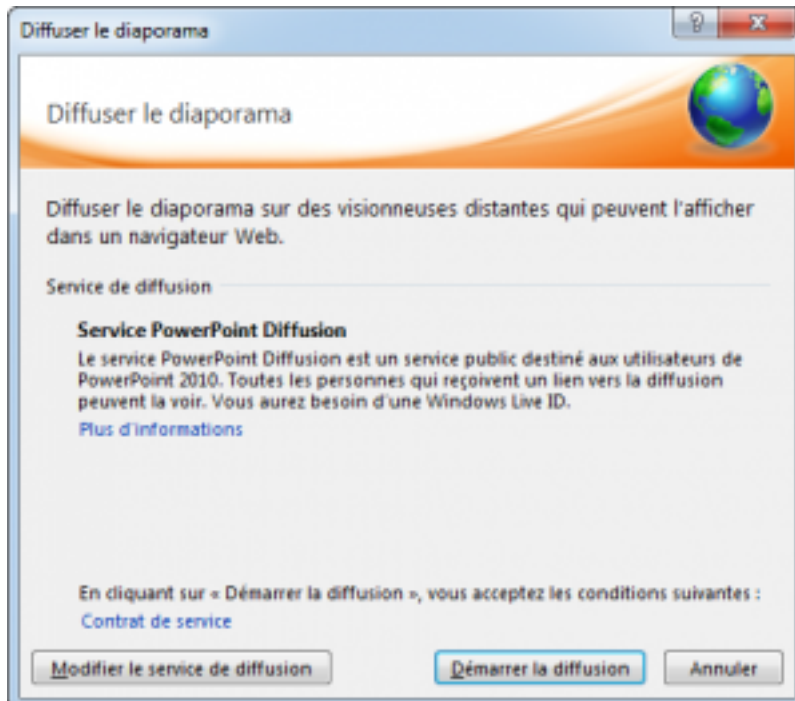 Diffuser le diaporama
Diffuser le diaporama
Diffuser le diaporama sur des visionneuses distantes qui peuvent l'afficher
dans un navigateur Web.
Service de diffusion
Service PowerPoint Diffusion
Le service PowerPoint Diffusion est un service public destiné aux utilisateurs de
PowerPoint 2010. Toutes les personnes qui reçoivent un lien vers la diffusion
peuvent la voir. Vous aurez besoin d'une Windows Live ID.
Plus d'informations
En cliquant sur « Démarrer la diffusion », vous acceptez les conditions suivantes :
Contrat de service
Modifier le service de diffusion Démarrer la diffusion Annuler